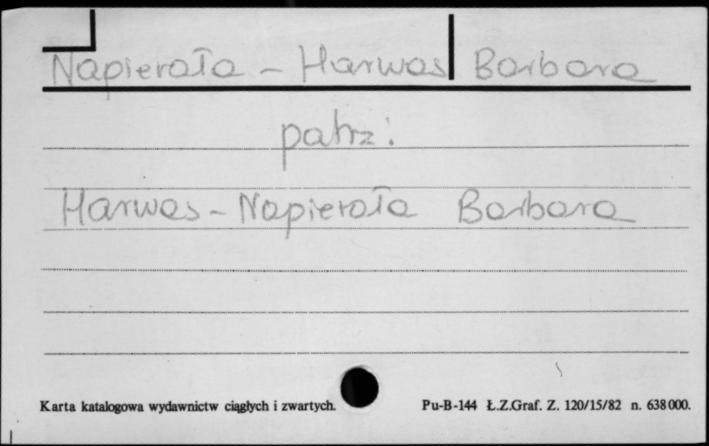 Napierała - Harwas Barbara
patrz:
Harwas - Napierała Barbara
Karta katalogowa wydawnictw ciągłych i zwartych. Pu-B-144 Ł.Z.Graf. Z. 120/15/82 n. 638000.